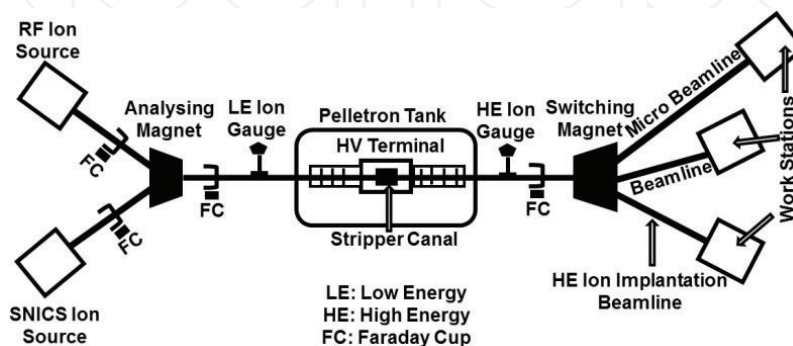 RF Ion
Source
Analysing
Magnet
LE Ion
Gauge
Pelletron Tank
HV Terminal
HE Ion
Gauge
Switching
Magnet
Micro Beamline
Work Stations
FC
FC
FC
FC
Beamline
Stripper Canal
SNICS Ion
Source
LE: Low Energy
HE: High Energy
FC: Faraday Cup
HE Ion Implantation
Beamline